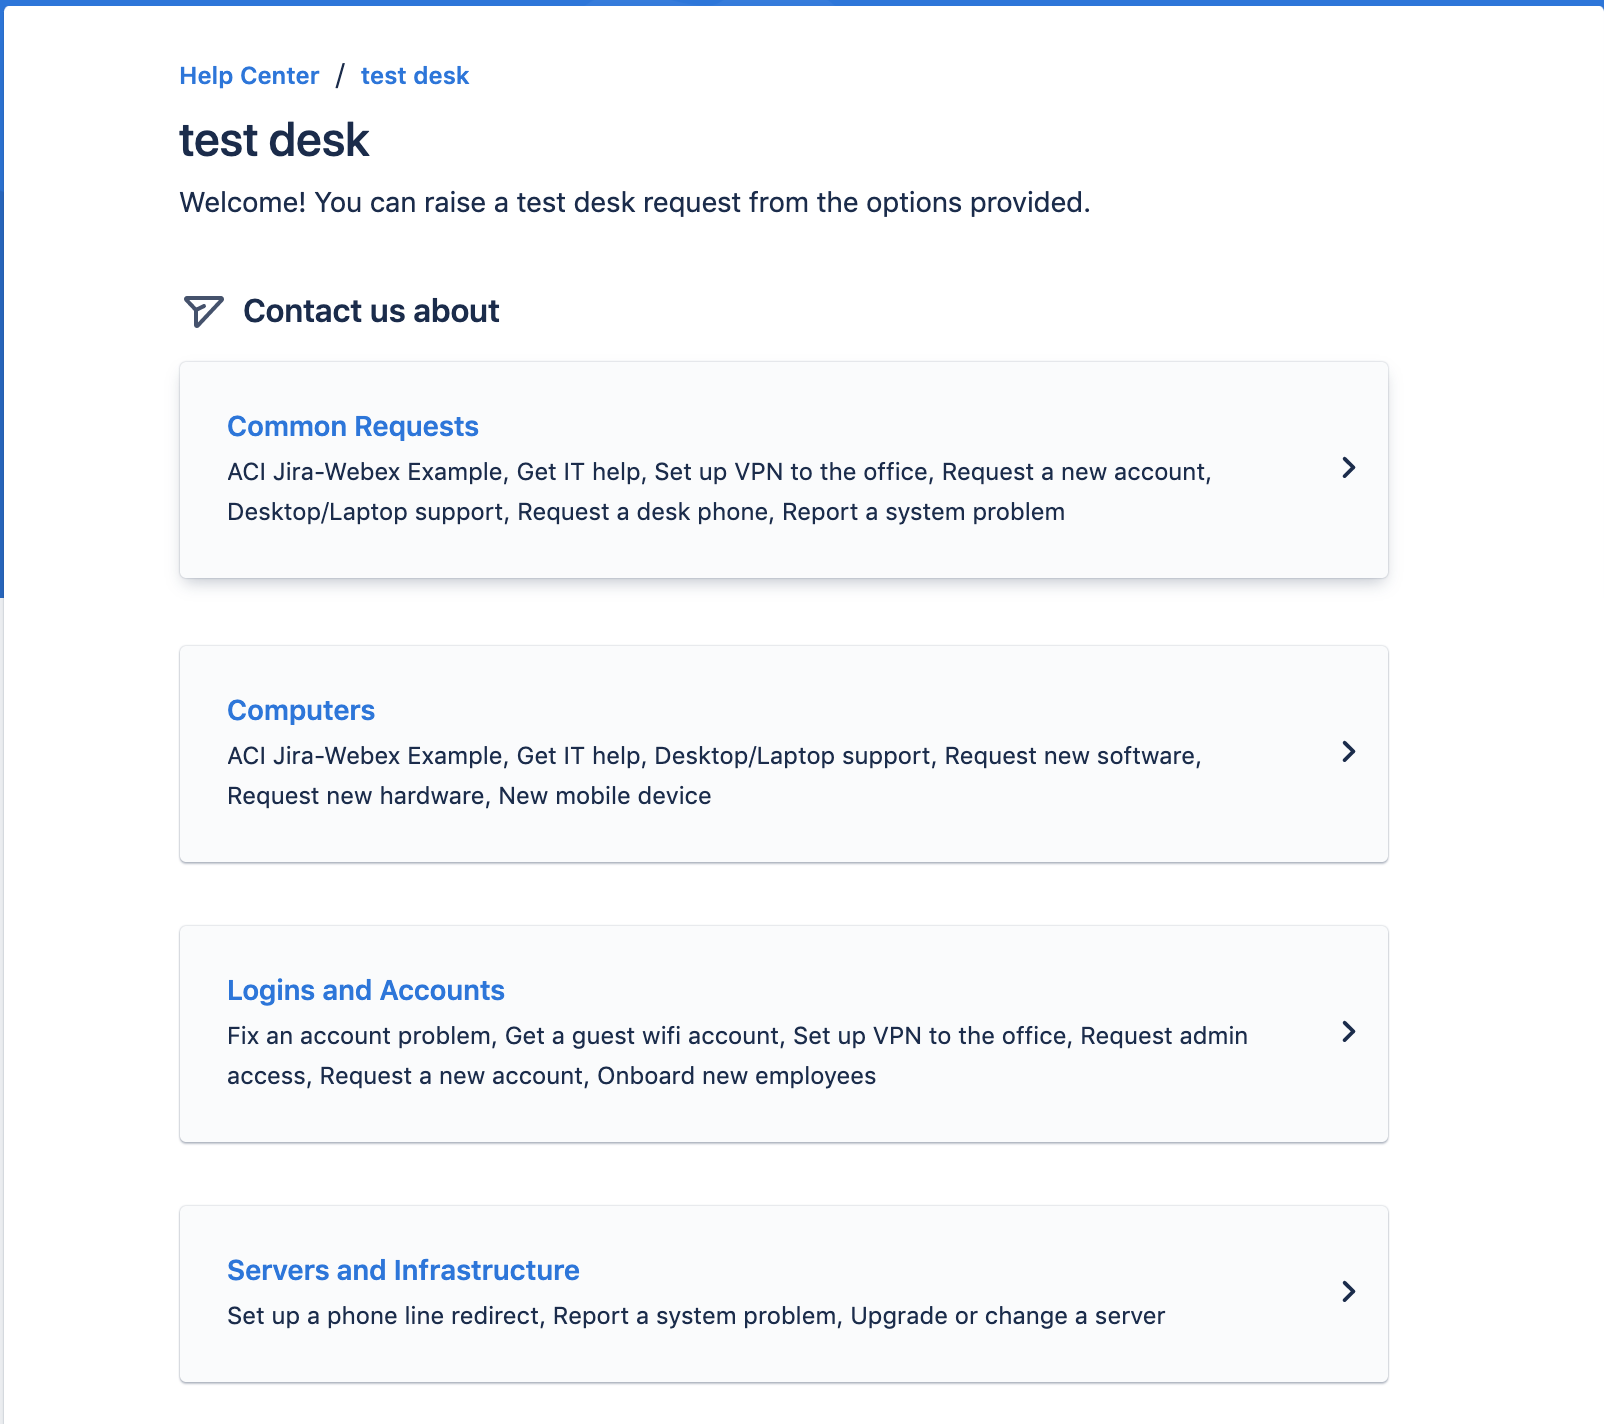 Help Center / test desk
test desk
Welcome! You can raise a test desk request from the options provided.
Contact us about
Common Requests
ACI Jira-Webex Example, Get IT help, Set up VPN to the office, Request a new account,
Desktop/Laptop support, Request a desk phone, Report a system problem
Computers
ACI Jira-Webex Example, Get IT help, Desktop/Laptop support, Request new software,
Request new hardware, New mobile device
Logins and Accounts
Fix an account problem, Get a guest wifi account, Set up VPN to the office, Request admin
access, Request a new account, Onboard new employees
Servers and Infrastructure
Set up a phone line redirect, Report a system problem, Upgrade or change a server